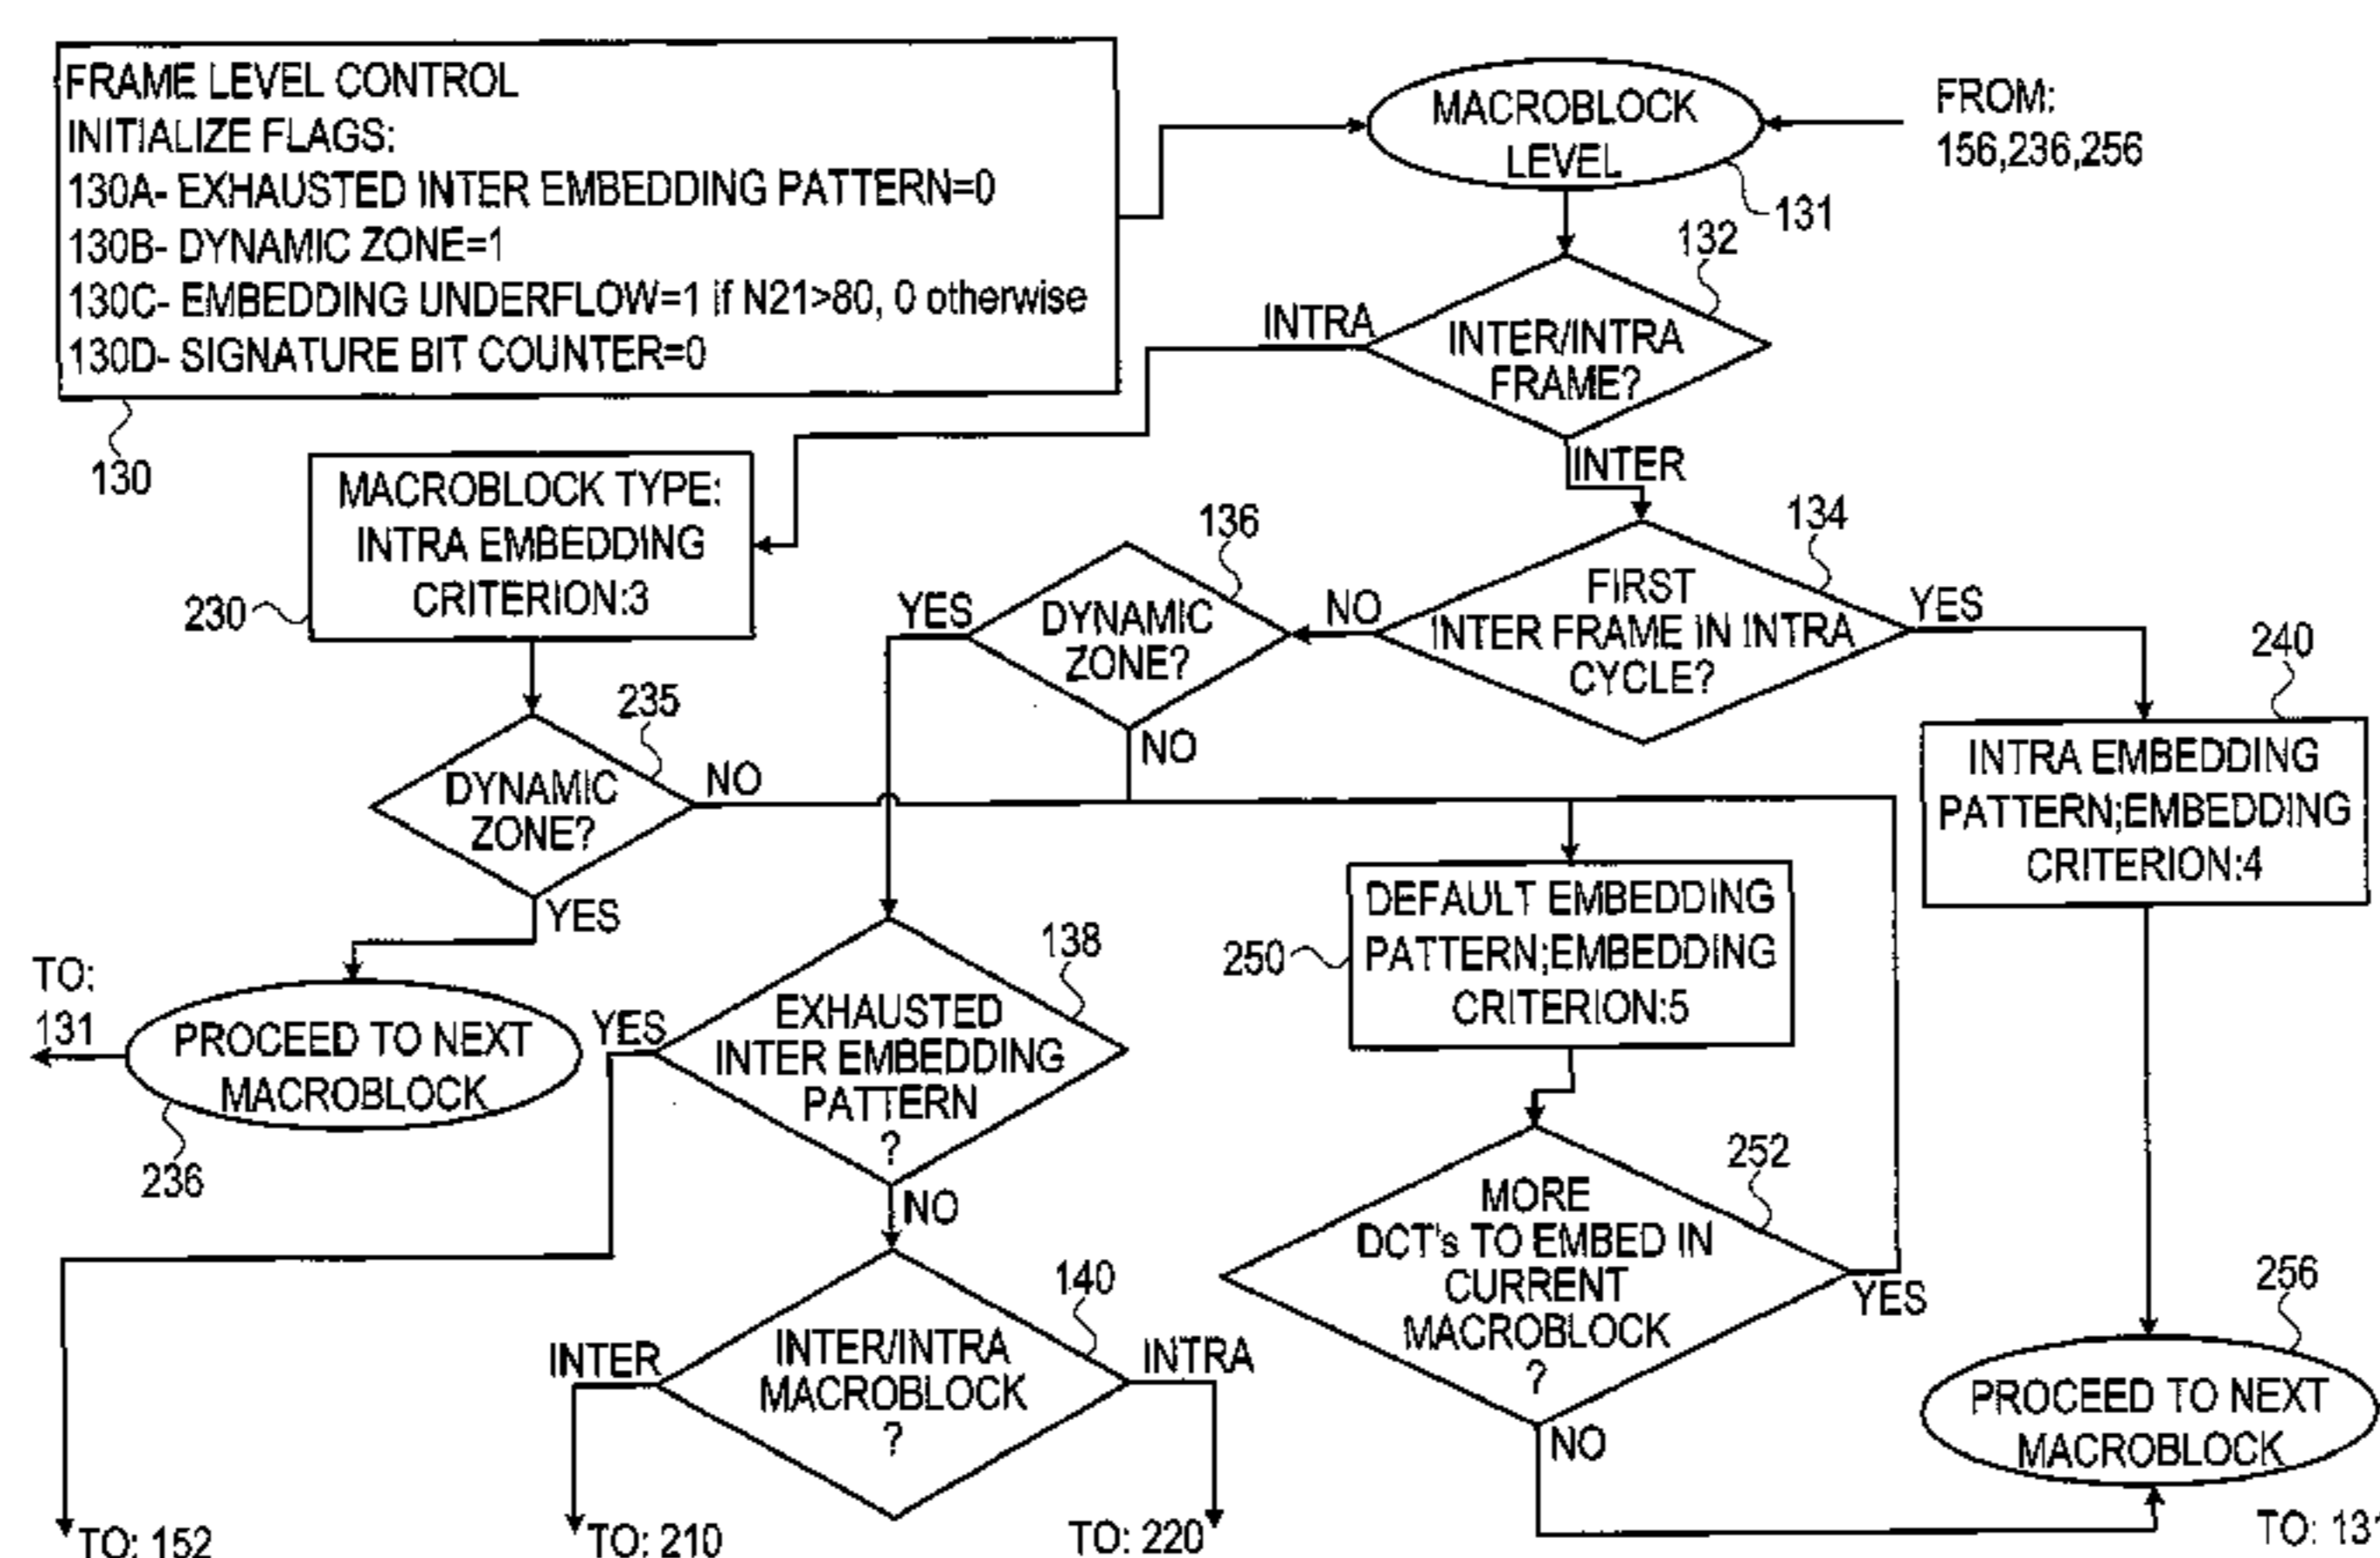 FRAME LEVEL CONTROL
INITIALIZE FLAGS:
130A- EXHAUSTED INTER EMBEDDING PATTERN=0
130B- DYNAMIC ZONE=1
130C- EMBEDDING UNDERFLOW=1 if N21>80, 0 otherwise
130D- SIGNATURE BIT COUNTER=0
130
MACROBLOCK
LEVEL
131
FROM:
156,236,256
132
INTER/INTRA
FRAME?
INTRA
INTER
MACROBLOCK TYPE:
INTRA EMBEDDING
CRITERION:3
230
136
DYNAMIC
ZONE?
YES
NO
NO
134
FIRST
INTER FRAME IN INTRA
CYCLE?
YES
240
INTRA EMBEDDING
PATTERN;EMBEDDING
CRITERION:4
235
DYNAMIC
ZONE?
NO
YES
TO:
131
PROCEED TO NEXT
MACROBLOCK
236
138
EXHAUSTED
INTER EMBEDDING
PATTERN
?
YES
NO
250
DEFAULT EMBEDDING
PATTERN;EMBEDDING
CRITERION:5
252
MORE
DCT's TO EMBED IN
CURRENT
MACROBLOCK
?
YES
NO
140
INTER/INTRA
MACROBLOCK
?
INTER
INTRA
256
PROCEED TO NEXT
MACROBLOCK
TO: 152
TO: 210
TO: 220
TO: 131